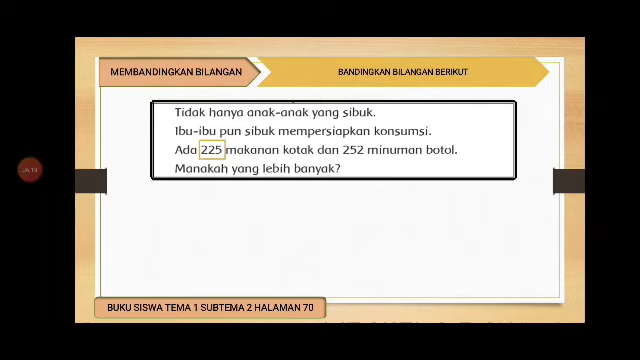 MEMBANDINGKAN BILANGAN
BANDINGKAN BILANGAN BERIKUT
Tidak hanya anak-anak yang sibuk.
Ibu-ibu pun sibuk mempersiapkan konsumsi.
Ada 225 makanan kotak dan 252 minuman botol.
Manakah yang lebih banyak?
BUKU SISWA TEMA 1 SUBTEMA 2 HALAMAN 70